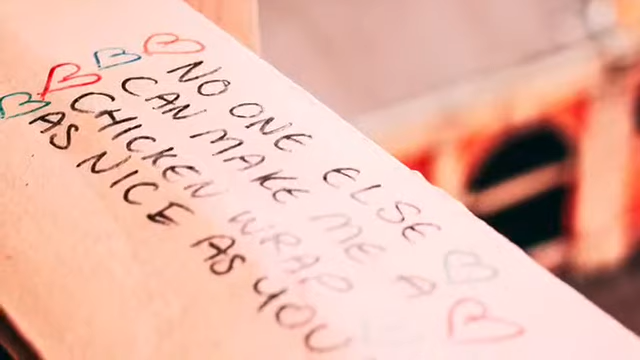 NO ONE ELSE
CAN MAKE ME A
CHICKEN WRAP
AS NICE AS YOU